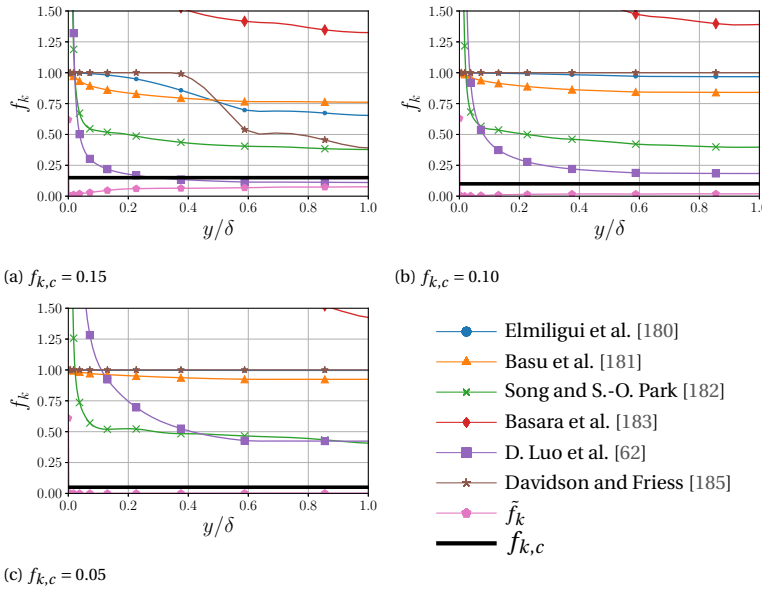 1.50
1.25
1.00
0.75
0.50
0.25
0.00
f_k
0.0 0.2 0.4 0.6 0.8 1.0
y/δ
(a) f_{k,c} = 0.15
1.50
1.25
1.00
0.75
0.50
0.25
0.00
f_k
0.0 0.2 0.4 0.6 0.8 1.0
y/δ
(b) f_{k,c} = 0.10
1.50
1.25
1.00
0.75
0.50
0.25
0.00
f_k
0.0 0.2 0.4 0.6 0.8 1.0
y/δ
(c) f_{k,c} = 0.05
Elmiligui et al. [180]
Basu et al. [181]
Song and S.-O. Park [182]
Basara et al. [183]
D. Luo et al. [62]
Davidson and Friess [185]
f̃_k
f_{k,c}